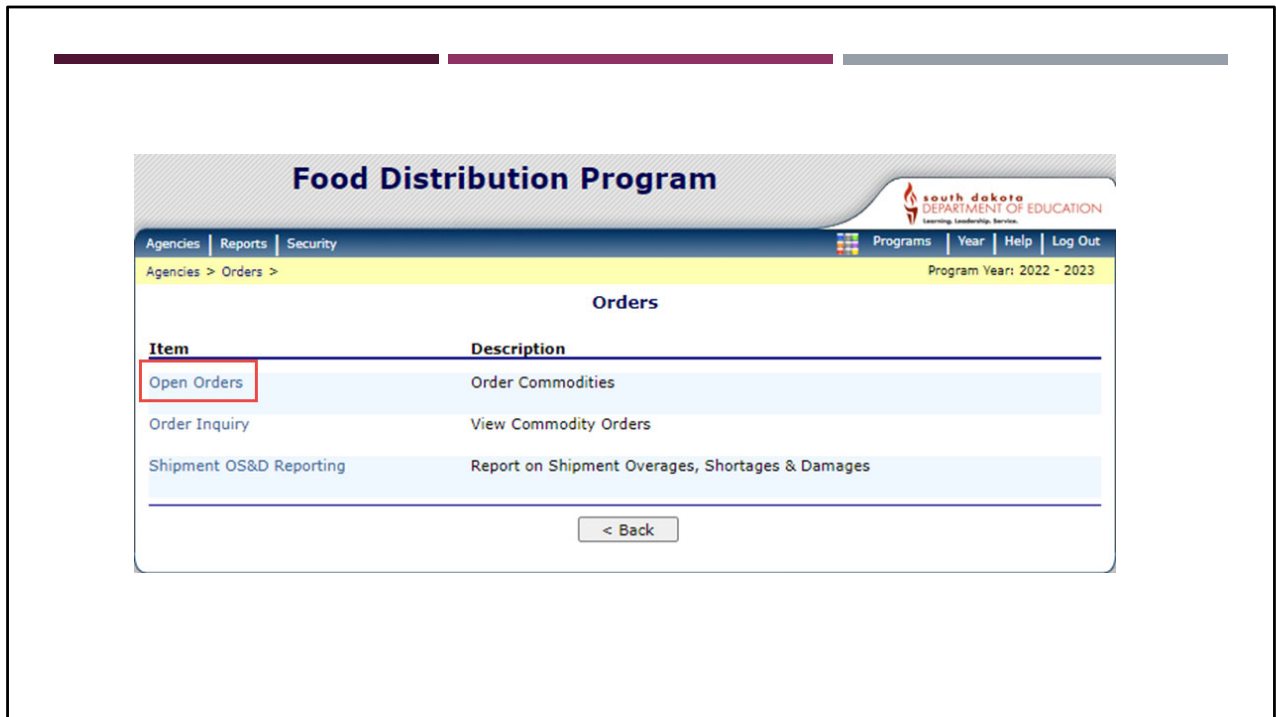 Food Distribution Program
south dakota
DEPARTMENT OF EDUCATION
Learning. Leadership. Service.
Agencies | Reports | Security Programs | Year | Help | Log Out
Agencies > Orders > Program Year: 2022 - 2023
Orders
Item Description
Open Orders Order Commodities
Order Inquiry View Commodity Orders
Shipment OS&D Reporting Report on Shipment Overages, Shortages & Damages
< Back